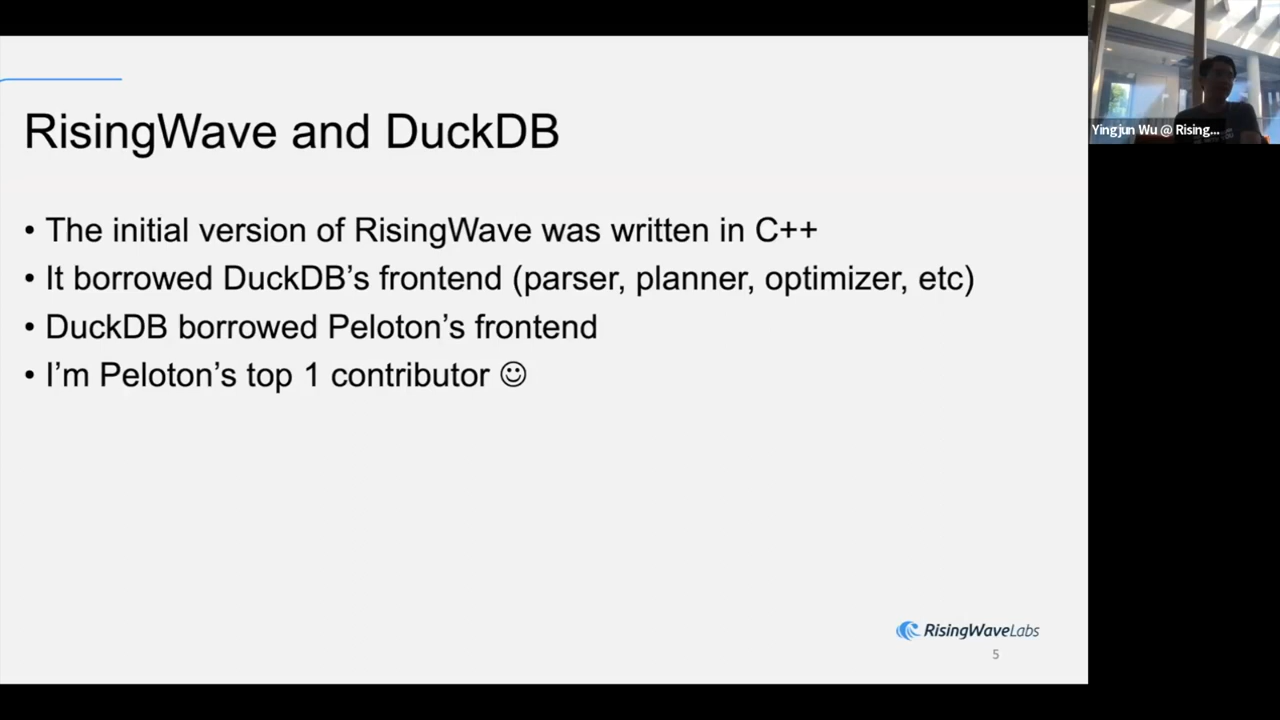 RisingWave and DuckDB
• The initial version of RisingWave was written in C++
• It borrowed DuckDB’s frontend (parser, planner, optimizer, etc)
• DuckDB borrowed Peloton’s frontend
• I’m Peloton’s top 1 contributor ☺
RisingWaveLabs
5
Yingjun Wu @ Rising...